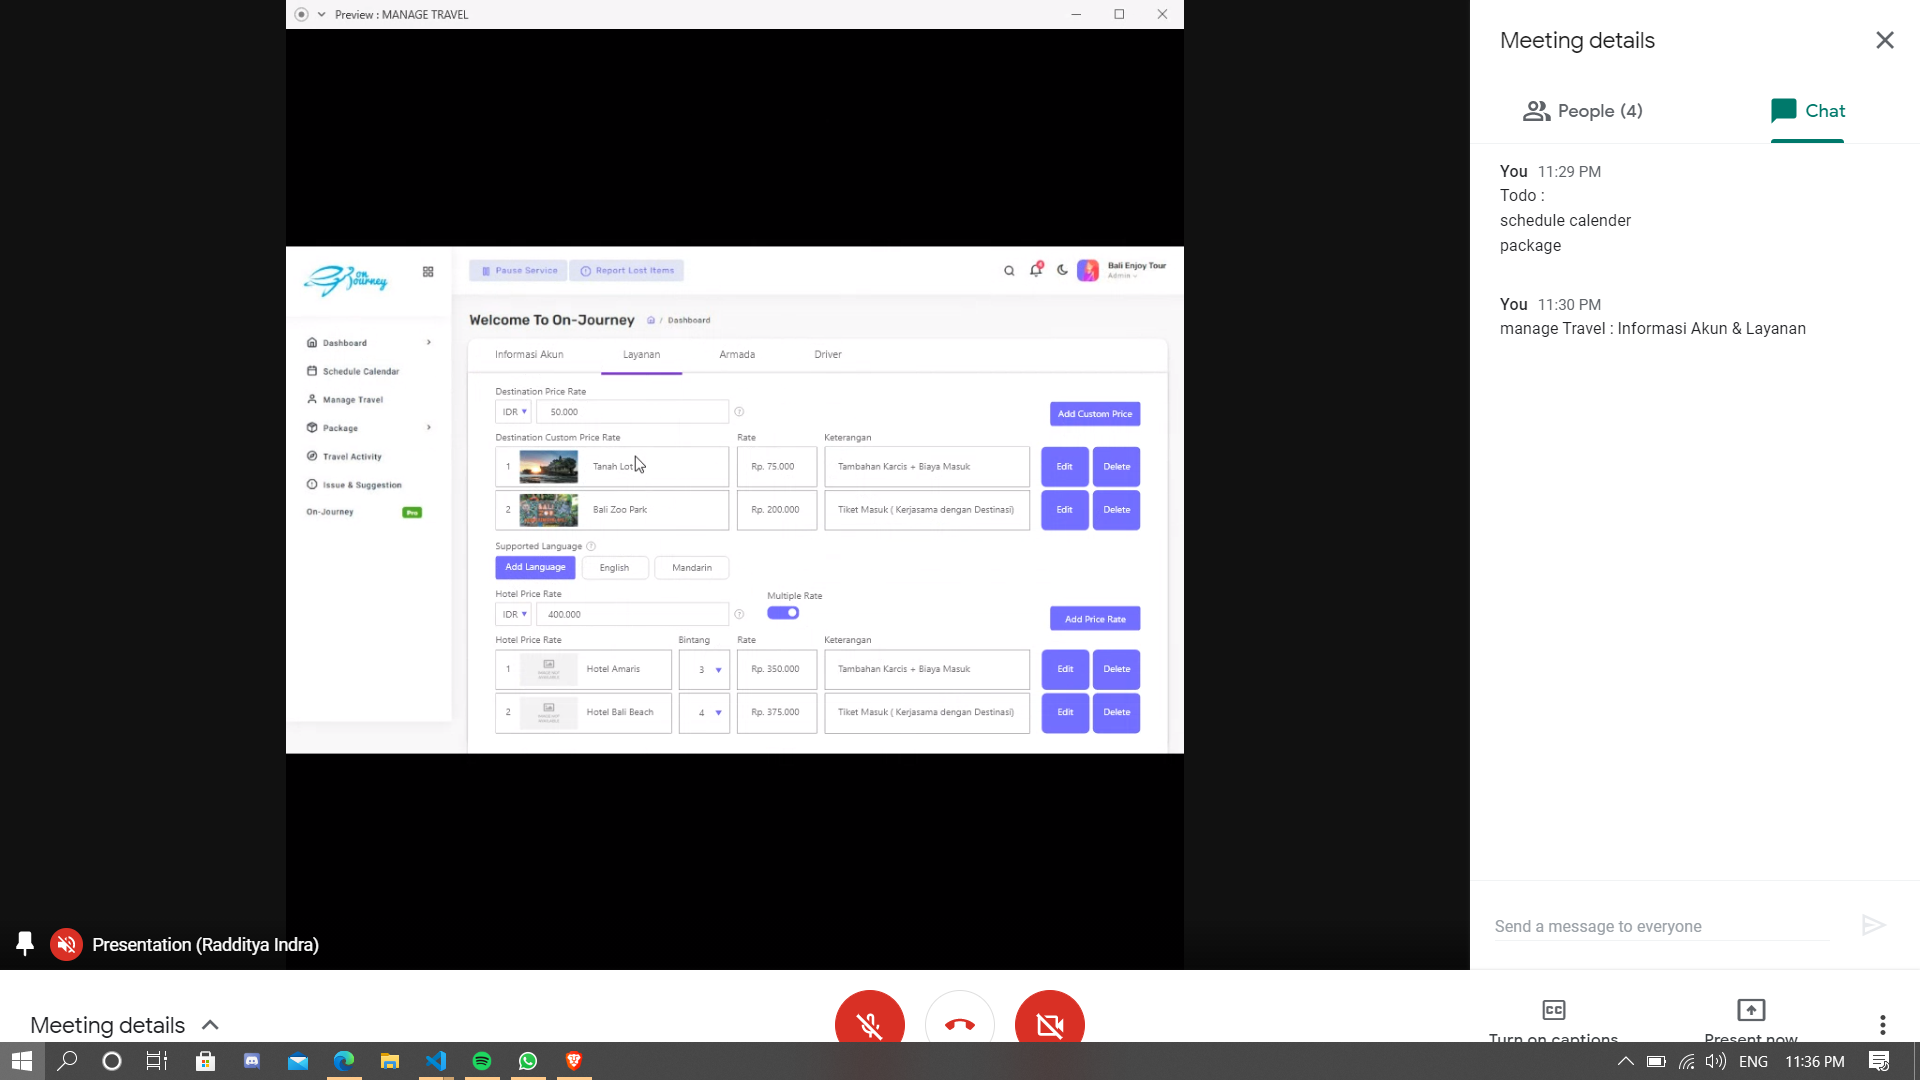 Preview : MANAGE TRAVEL
on Journey
Pause Service
Report Lost Items
Bali Enjoy Tour
Admin
Welcome To On-Journey / Dashboard
Dashboard
Schedule Calendar
Manage Travel
Package
Travel Activity
Issue & Suggestion
On-Journey Pro
Informasi Akun Layanan Armada Driver
Destination Price Rate
IDR 50.000
Add Custom Price
Destination Custom Price Rate Rate Keterangan
1 Tanah Lot Rp. 75.000 Tambahan Karcis + Biaya Masuk Edit Delete
2 Bali Zoo Park Rp. 200.000 Tiket Masuk ( Kerjasama dengan Destinasi) Edit Delete
Supported Language
Add Language English Mandarin
Hotel Price Rate Multiple Rate
IDR 400.000
Add Price Rate
Hotel Price Rate Bintang Rate Keterangan
1 Hotel Amaris 3 Rp. 350.000 Tambahan Karcis + Biaya Masuk Edit Delete
2 Hotel Bali Beach 4 Rp. 375.000 Tiket Masuk ( Kerjasama dengan Destinasi) Edit Delete
Presentation (Radditya Indra)
Meeting details
People (4)
Chat
You 11:29 PM
Todo :
schedule calender
package
You 11:30 PM
manage Travel : Informasi Akun & Layanan
Send a message to everyone
Meeting details
Turn on captions
Present now
ENG 11:36 PM